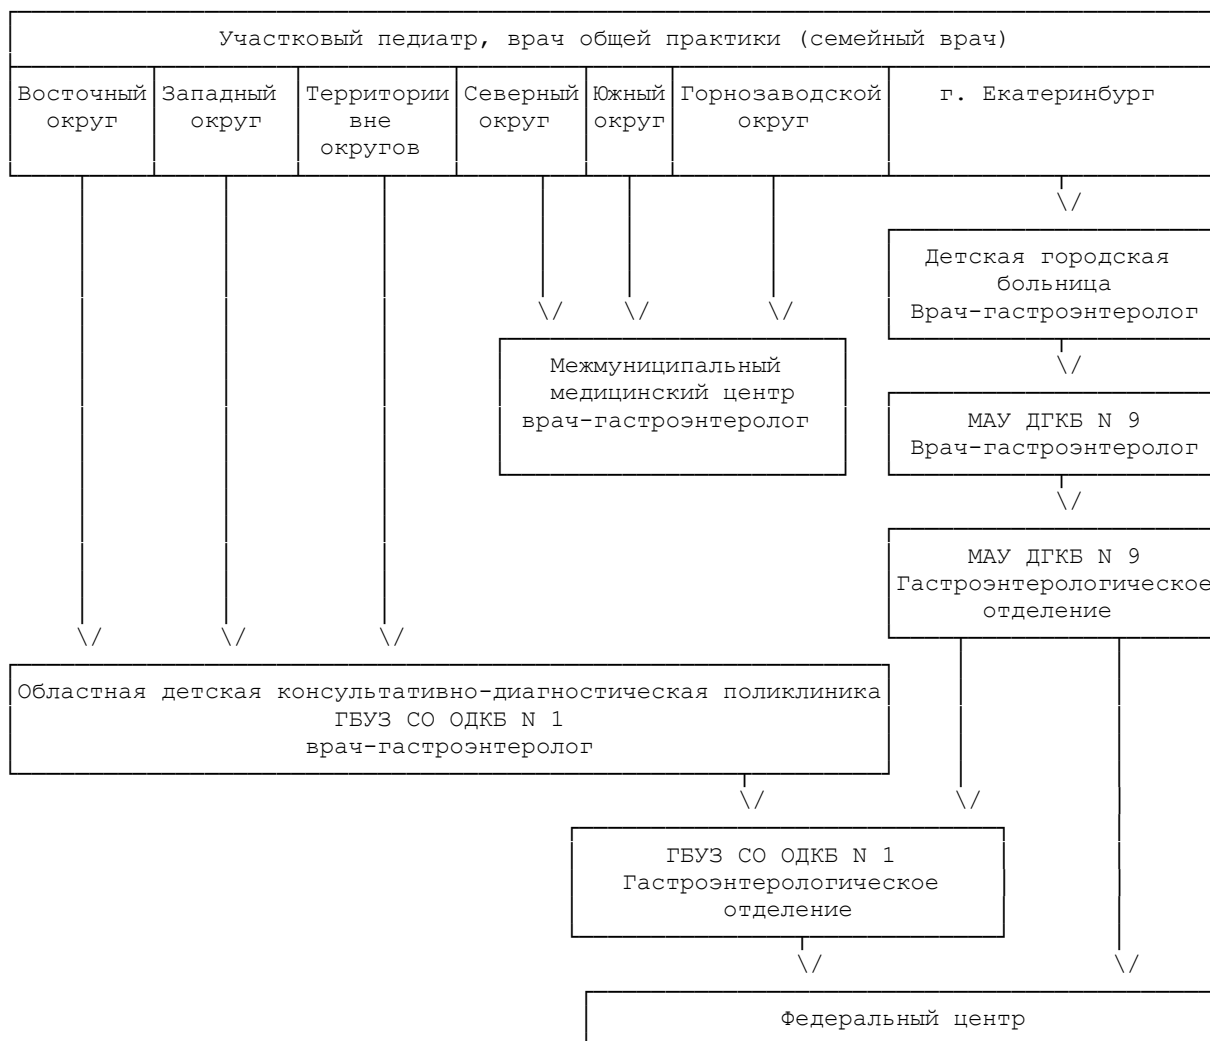 Участковый педиатр, врач общей практики (семейный врач)
Восточный округ
Западный округ
Территории вне округов
Северный округ
Южный округ
Горнозаводской округ
г. Екатеринбург
\/
Детская городская
больница
Врач-гастроэнтеролог
\/ \/ \/
\/
Межмуниципальный
медицинский центр
врач-гастроэнтеролог
МАУ ДГКБ N 9
Врач-гастроэнтеролог
\/
МАУ ДГКБ N 9
Гастроэнтерологическое
отделение
\/ \/ \/
Областная детская консультативно-диагностическая поликлиника
ГБУЗ СО ОДКБ N 1
врач-гастроэнтеролог
\/ \/
ГБУЗ СО ОДКБ N 1
Гастроэнтерологическое
отделение
\/ \/
Федеральный центр